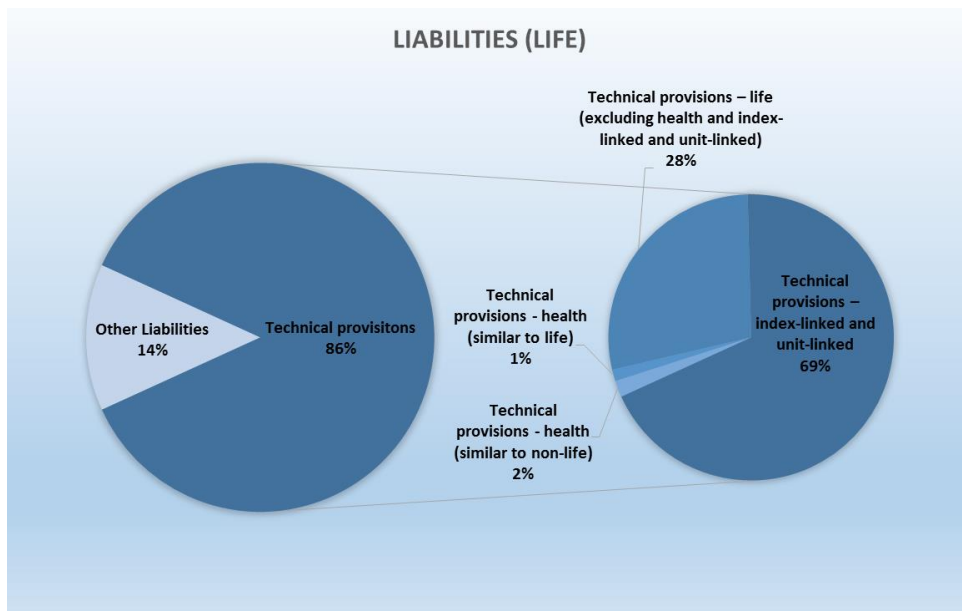 LIABILITIES (LIFE)
Technical provisions – life
(excluding health and index-
linked and unit-linked)
28%
Technical
provisions –
index-linked and
unit-linked
69%
Technical
provisions - health
(similar to life)
1%
Other Liabilities
14%
Technical provisitons
86%
Technical
provisions - health
(similar to non-life)
2%